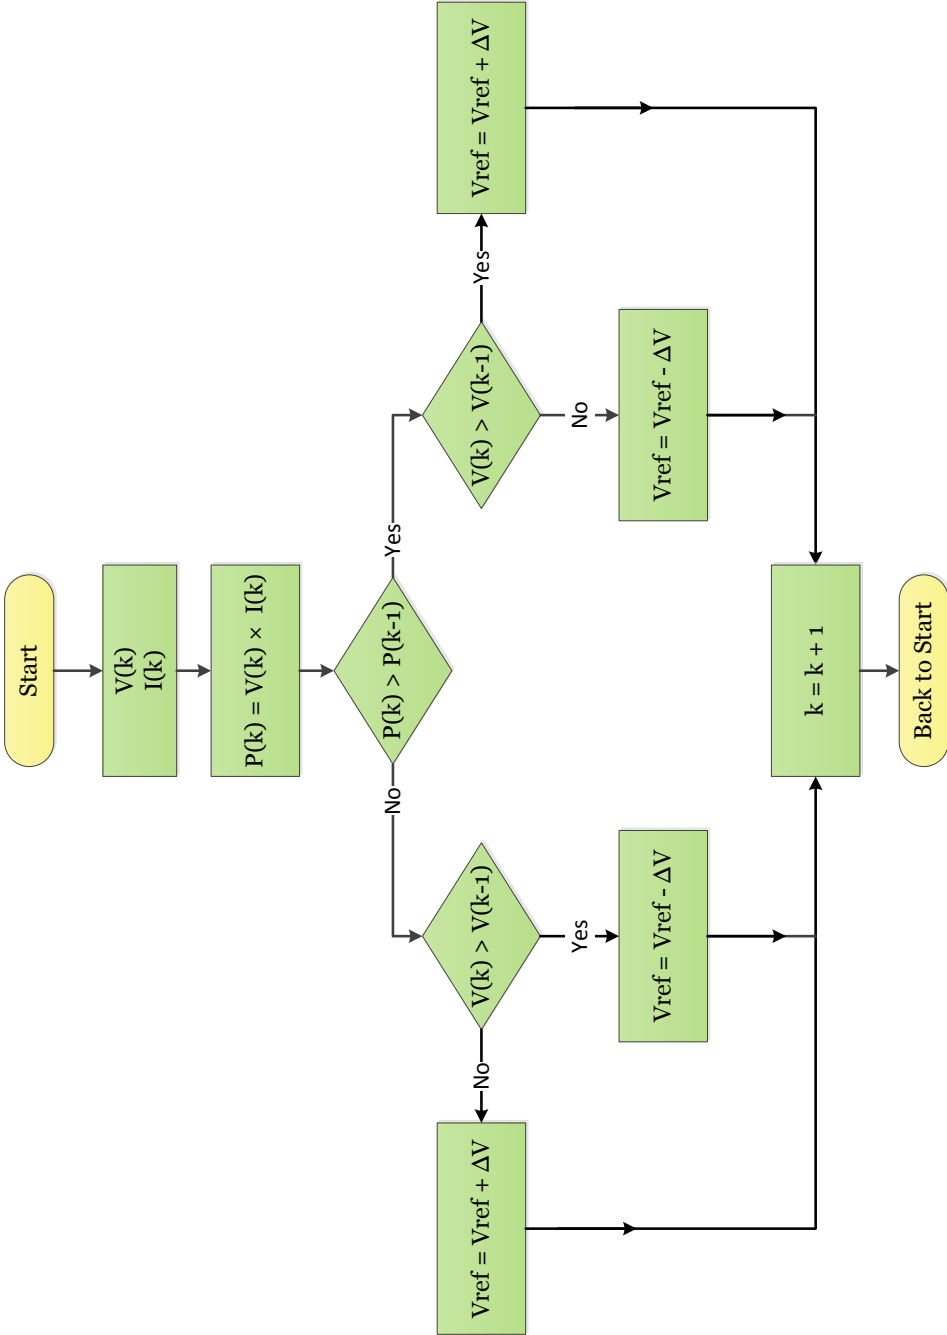 Start
V(k)
I(k)
P(k) = V(k) × I(k)
P(k) > P(k-1)
No
Yes
V(k) > V(k-1)
V(k) > V(k-1)
No
Yes
Vref = Vref + ΔV
Yes
No
Vref = Vref + ΔV
Vref = Vref - ΔV
Vref = Vref - ΔV
k = k + 1
Back to Start